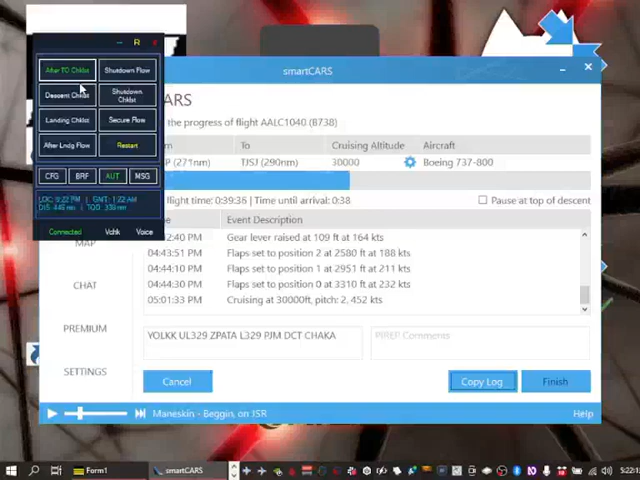 R x
After TO Chklst Shutdown Flow
Descent Chklst Shutdown Chklst
Landing Chklst Secure Flow
After Lndg Flow Restart
CFG BRF AUT MSG
Connected Vchk Voice
smartCARS
ARS
the progress of flight AALC1040 (8738)
To Cruising Altitude Aircraft
(271nm) TJSJ (290nm) 30000 Boeing 737-800
flight time: 0:39:36 Time until arrival: 0:38 Pause at top of descent
Event Description
Gear lever raised at 109 ft at 164 kts
04:43:51 PM Flaps set to position 2 at 2580 ft at 188 kts
04:44:10 PM Flaps set to position 1 at 2951 ft at 211 kts
04:44:30 PM Flaps set to position 0 at 3310 ft at 232 kts
05:01:33 PM Cruising at 30000ft, pitch: 2, 452 kts
MAP
CHAT
PREMIUM
SETTINGS
YOLKK UL329 ZPATA L329 PJM DCT CHAKA PIREP Comments
Cancel Copy Log Finish
Maneskin - Beggin, on JSR Help
Form1 smartCARS